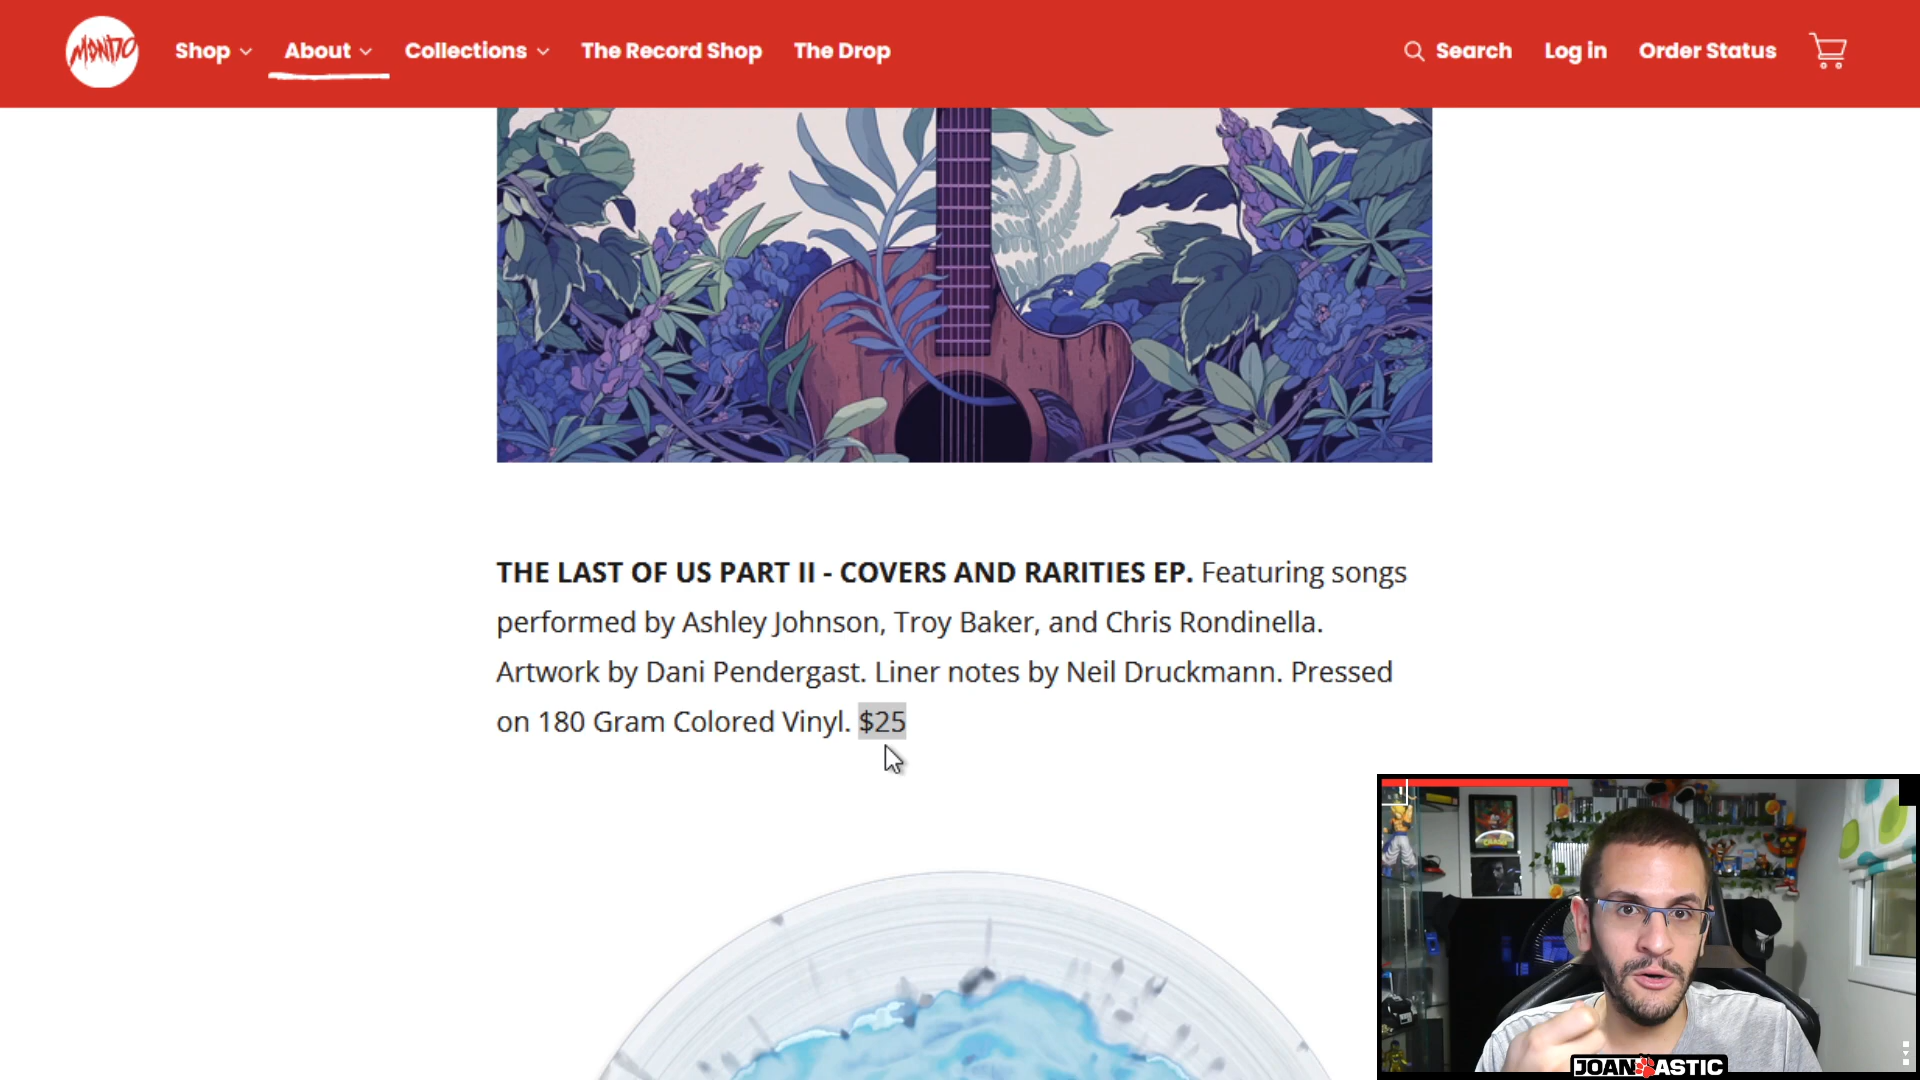 MONDO
Shop
About
Collections
The Record Shop
The Drop
Search
Log in
Order Status
THE LAST OF US PART II - COVERS AND RARITIES EP. Featuring songs
performed by Ashley Johnson, Troy Baker, and Chris Rondinella.
Artwork by Dani Pendergast. Liner notes by Neil Druckmann. Pressed
on 180 Gram Colored Vinyl. $25
JOAN ASTIC